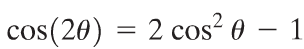 cos(2θ) = 2 cos² θ − 1